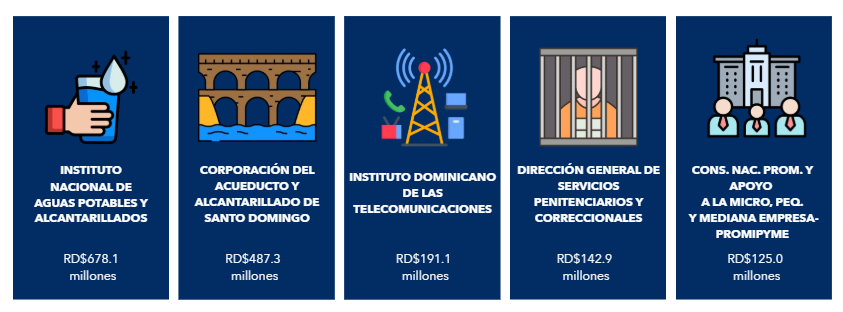 INSTITUTO
NACIONAL DE
AGUAS POTABLES Y
ALCANTARILLADOS
RD$678.1
millones
CORPORACIÓN DEL
ACUEDUCTO Y
ALCANTARILLADO DE
SANTO DOMINGO
RD$487.3
millones
INSTITUTO DOMINICANO
DE LAS
TELECOMUNICACIONES
RD$191.1
millones
DIRECCIÓN GENERAL DE
SERVICIOS
PENITENCIARIOS Y
CORRECCIONALES
RD$142.9
millones
CONS. NAC. PROM. Y
APOYO
A LA MICRO, PEQ.
Y MEDIANA EMPRESA-
PROMIPYME
RD$125.0
millones